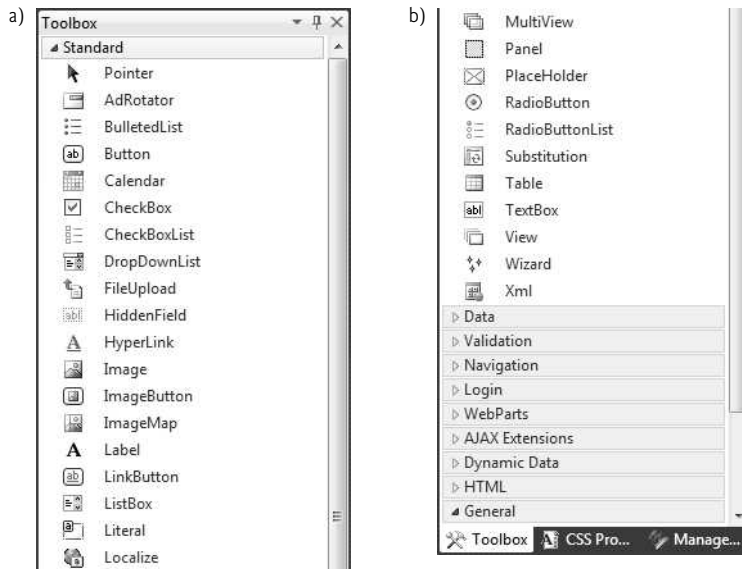 a)
Toolbox
Standard
Pointer
AdRotator
BulletedList
Button
Calendar
CheckBox
CheckBoxList
DropDownList
FileUpload
HiddenField
HyperLink
Image
ImageButton
ImageMap
Label
LinkButton
ListBox
Literal
Localize
b)
MultiView
Panel
PlaceHolder
RadioButton
RadioButtonList
Substitution
Table
TextBox
View
Wizard
Xml
Data
Validation
Navigation
Login
WebParts
AJAX Extensions
Dynamic Data
HTML
General
Toolbox CSS Pro... Manage...